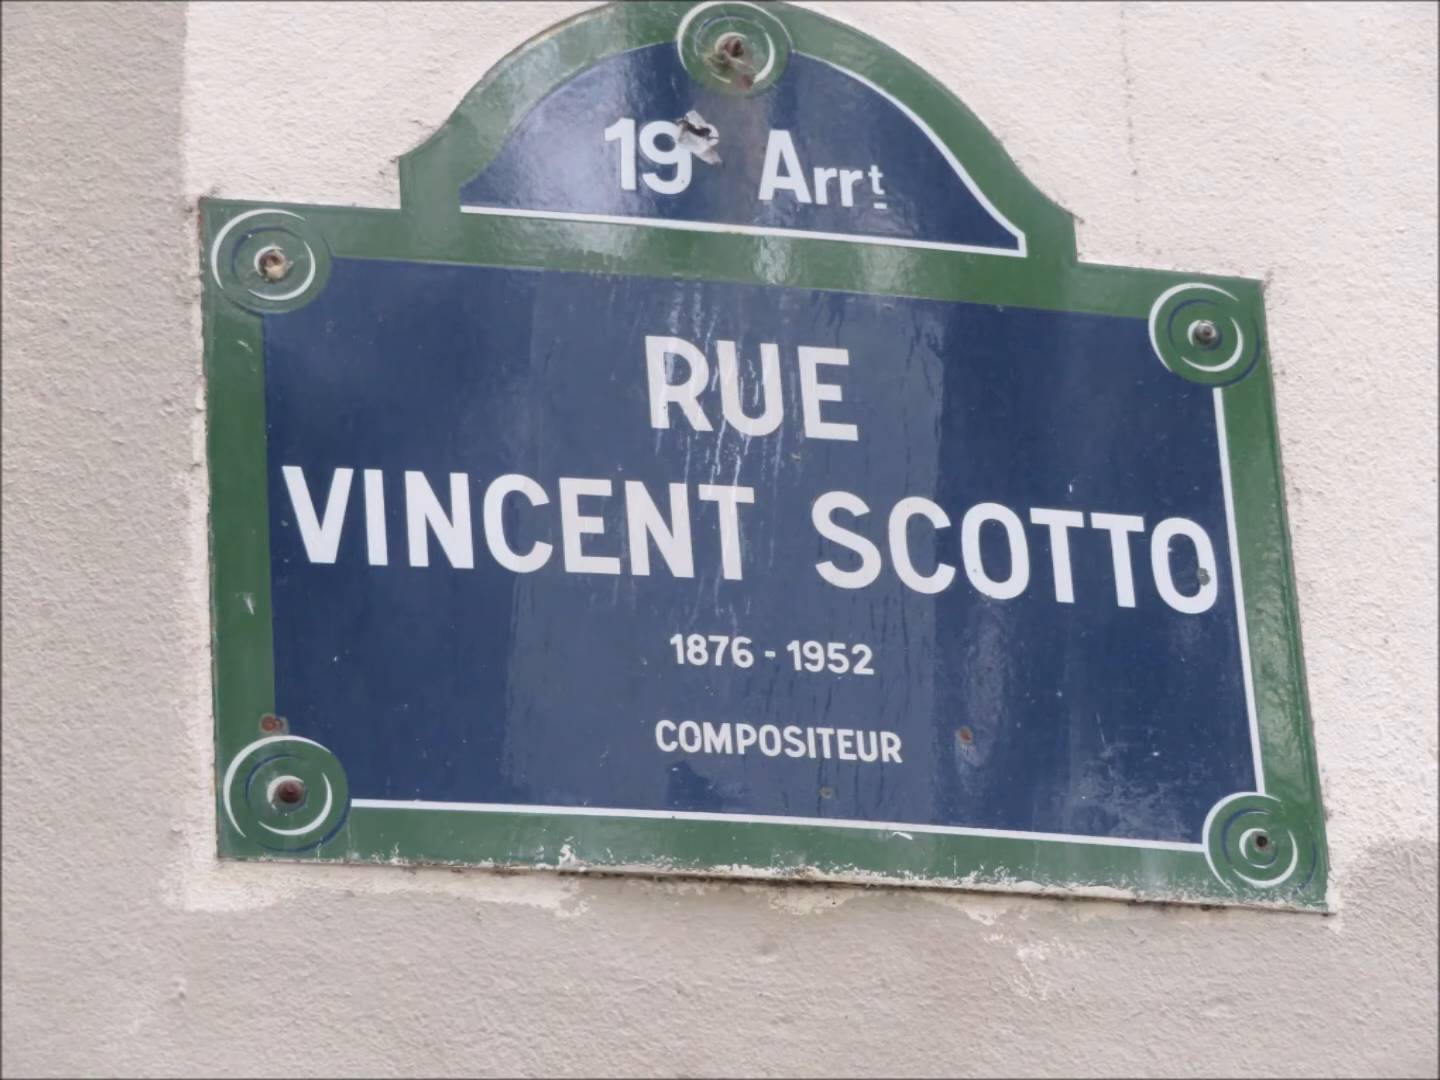 19e Arrt
RUE
VINCENT SCOTTO
1876 - 1952
COMPOSITEUR